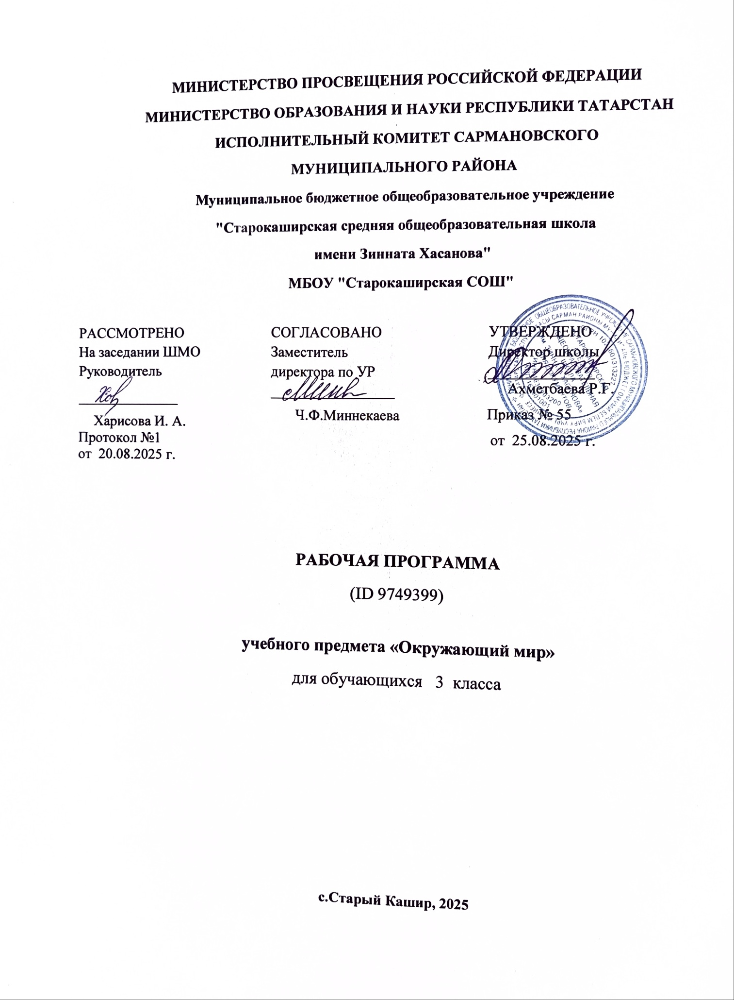 МИНИСТЕРСТВО ПРОСВЕЩЕНИЯ РОССИЙСКОЙ ФЕДЕРАЦИИ
МИНИСТЕРСТВО ОБРАЗОВАНИЯ И НАУКИ РЕСПУБЛИКИ ТАТАРСТАН
ИСПОЛНИТЕЛЬНЫЙ КОМИТЕТ САРМАНОВСКОГО
МУНИЦИПАЛЬНОГО РАЙОНА
Муниципальное бюджетное общеобразовательное учреждение
"Старокаширская средняя общеобразовательная школа
имени Зинната Хасанова"
МБОУ "Старокаширская СОШ"
РАССМОТРЕНО
На заседании ШМО
Руководитель
Харисова И. А.
Протокол №1
от 20.08.2025 г.
СОГЛАСОВАНО
Заместитель
директора по УР
Ч.Ф.Миннекаева
УТВЕРЖДЕНО
Директор школы
Ахметбаева Р.Г.
Приказ № 55
от 25.08.2025 г.
РАБОЧАЯ ПРОГРАММА
(ID 9749399)
учебного предмета «Окружающий мир»
для обучающихся 3 класса
с.Старый Кашир, 2025